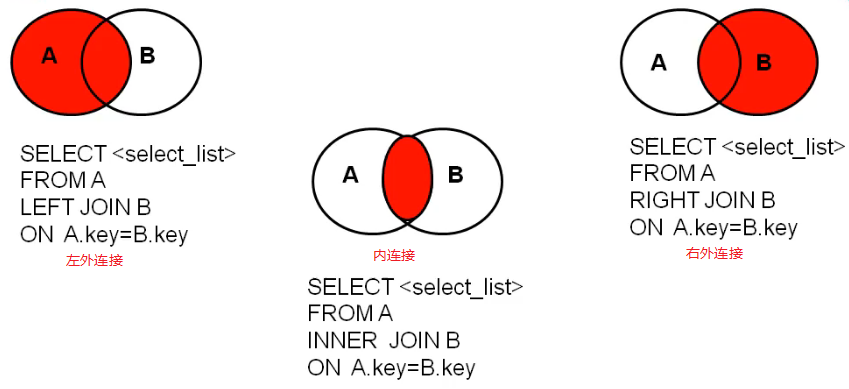 A B
SELECT <select_list>
FROM A
LEFT JOIN B
ON A.key=B.key
左外连接
A B
内连接
SELECT <select_list>
FROM A
INNER JOIN B
ON A.key=B.key
A B
SELECT <select_list>
FROM A
RIGHT JOIN B
ON A.key=B.key
右外连接